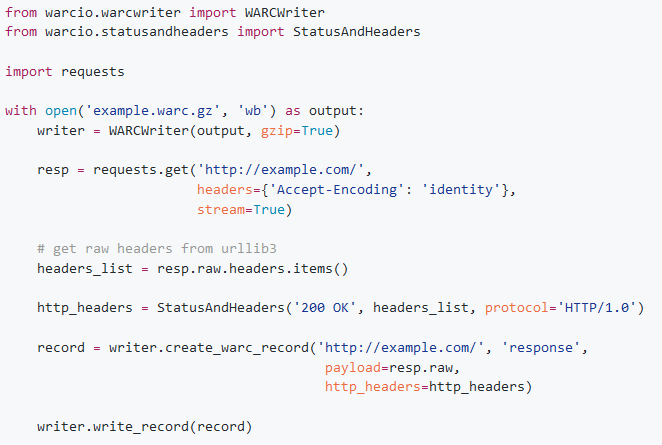 from warcio.warcwriter import WARCWriter
from warcio.statusandheaders import StatusAndHeaders

import requests

with open('example.warc.gz', 'wb') as output:
    writer = WARCWriter(output, gzip=True)

    resp = requests.get('http://example.com/',
                        headers={'Accept-Encoding': 'identity'},
                        stream=True)

    # get raw headers from urllib3
    headers_list = resp.raw.headers.items()

    http_headers = StatusAndHeaders('200 OK', headers_list, protocol='HTTP/1.0')

    record = writer.create_warc_record('http://example.com/', 'response',
                                        payload=resp.raw,
                                        http_headers=http_headers)

    writer.write_record(record)